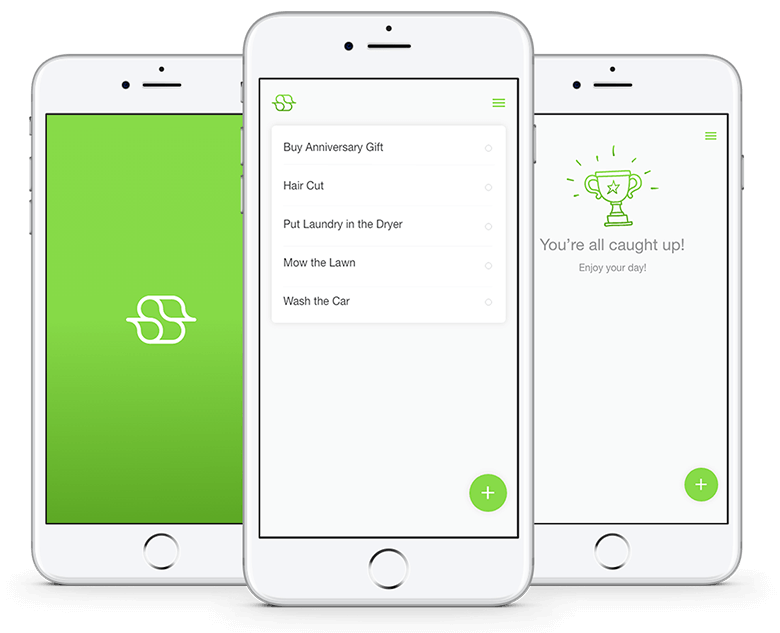 Buy Anniversary Gift
Hair Cut
Put Laundry in the Dryer
Mow the Lawn
Wash the Car
You're all caught up!
Enjoy your day!